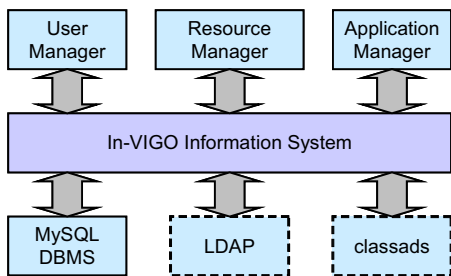 User
Manager
Resource
Manager
Application
Manager
In-VIGO Information System
MySQL
DBMS
LDAP
classads